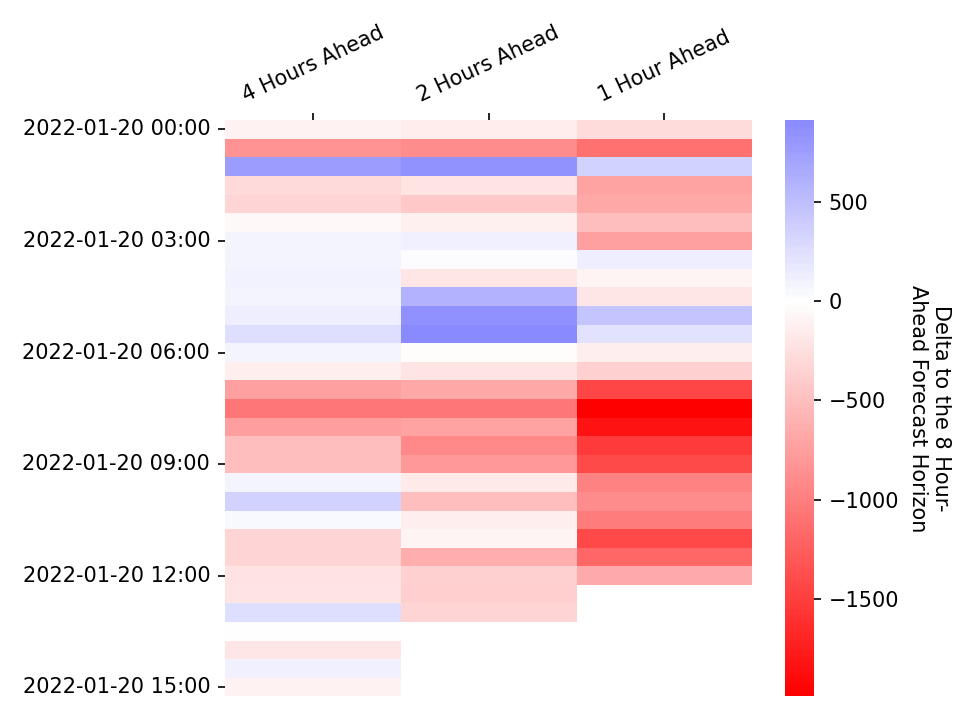 4 Hours Ahead
2 Hours Ahead
1 Hour Ahead
2022-01-20 00:00
2022-01-20 03:00
2022-01-20 06:00
2022-01-20 09:00
2022-01-20 12:00
2022-01-20 15:00
500
0
−500
−1000
−1500
Delta to the 8 Hour-
Ahead Forecast Horizon